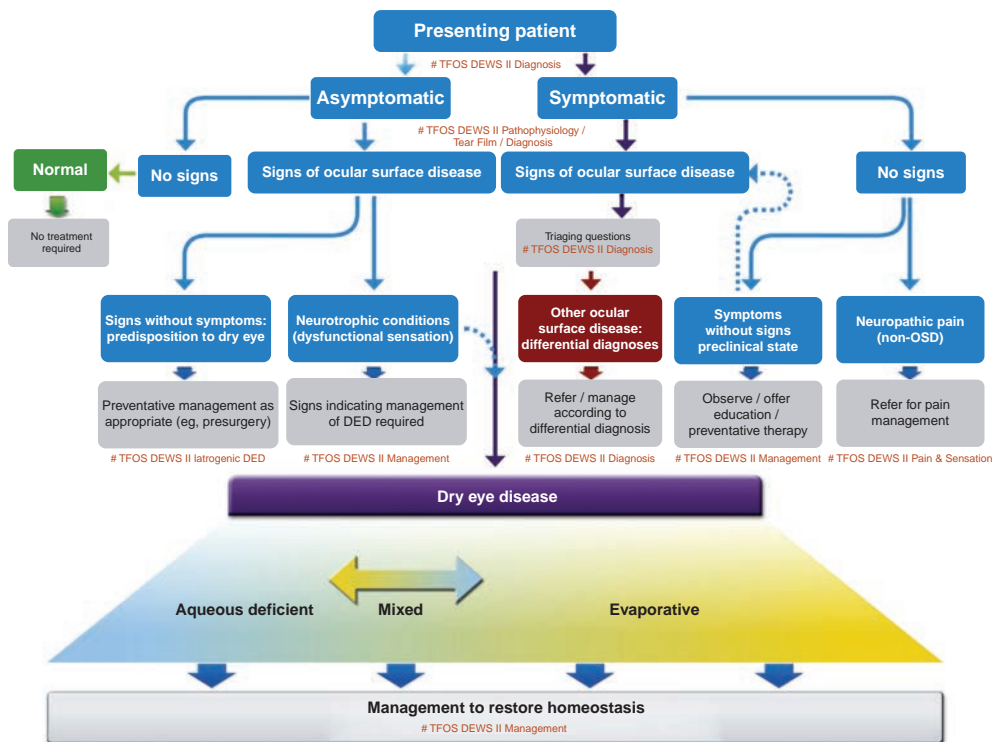 Presenting patient
# TFOS DEWS II Diagnosis
Asymptomatic
Symptomatic
# TFOS DEWS II Pathophysiology /
Tear Film / Diagnosis
Normal
No signs
Signs of ocular surface disease
Signs of ocular surface disease
No signs
No treatment
required
Triaging questions
# TFOS DEWS II Diagnosis
Signs without symptoms:
predisposition to dry eye
Neurotrophic conditions
(dysfunctional sensation)
Other ocular
surface disease:
differential diagnoses
Symptoms
without signs
preclinical state
Neuropathic pain
(non-OSD)
Preventative management as
appropriate (eg, presurgery)
Signs indicating management
of DED required
Refer / manage
according to
differential diagnosis
Observe / offer
education /
preventative therapy
Refer for pain
management
# TFOS DEWS II Iatrogenic DED
# TFOS DEWS II Management
# TFOS DEWS II Diagnosis
# TFOS DEWS II Management
# TFOS DEWS II Pain & Sensation
Dry eye disease
Aqueous deficient
Mixed
Evaporative
Management to restore homeostasis
# TFOS DEWS II Management